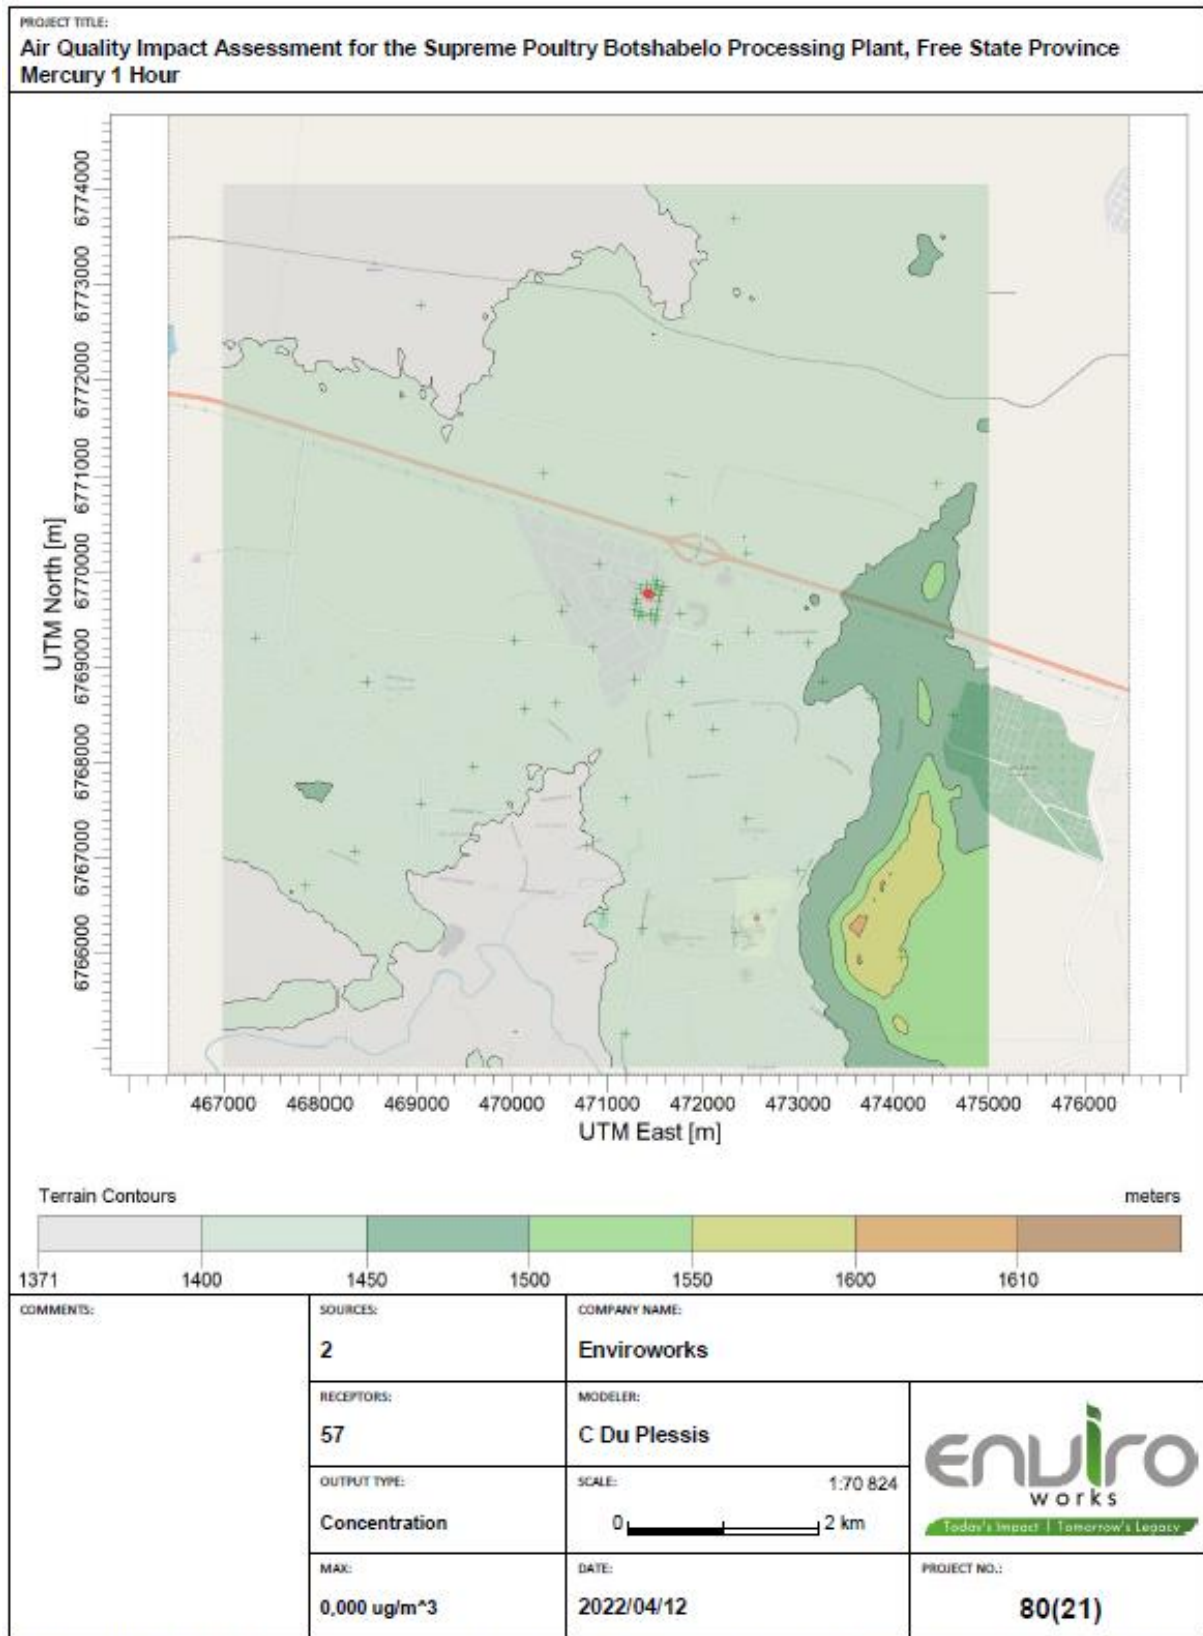 PROJECT TITLE:
Air Quality Impact Assessment for the Supreme Poultry Botshabelo Processing Plant, Free State Province
Mercury 1 Hour
UTM North [m]
6774000
6773000
6772000
6771000
6770000
6769000
6768000
6767000
6766000
467000 468000 469000 470000 471000 472000 473000 474000 475000 476000
UTM East [m]
Terrain Contours meters
1371 1400 1450 1500 1550 1600 1610
COMMENTS:
SOURCES:
2
COMPANY NAME:
Enviroworks
RECEPTORS:
57
MODELER:
C Du Plessis
OUTPUT TYPE:
Concentration
SCALE: 1:70 824
0 2 km
enviro
works
Today's Impact | Tomorrow's Legacy
MAX:
0,000 ug/m^3
DATE:
2022/04/12
PROJECT NO.:
80(21)